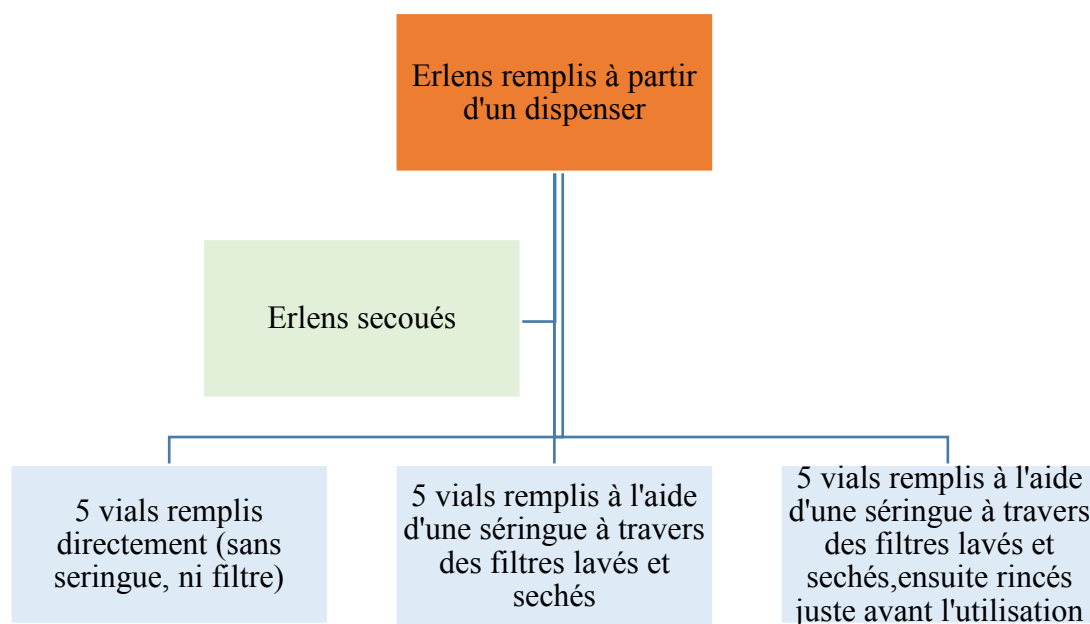 Erlens remplis à partir
d'un dispenser
Erlens secoués
5 vials remplis
directement (sans
seringue, ni filtre)
5 vials remplis à l'aide
d'une séringue à travers
des filtres lavés et
sechés
5 vials remplis à l'aide
d'une séringue à travers
des filtres lavés et
sechés,ensuite rincés
juste avant l'utilisation